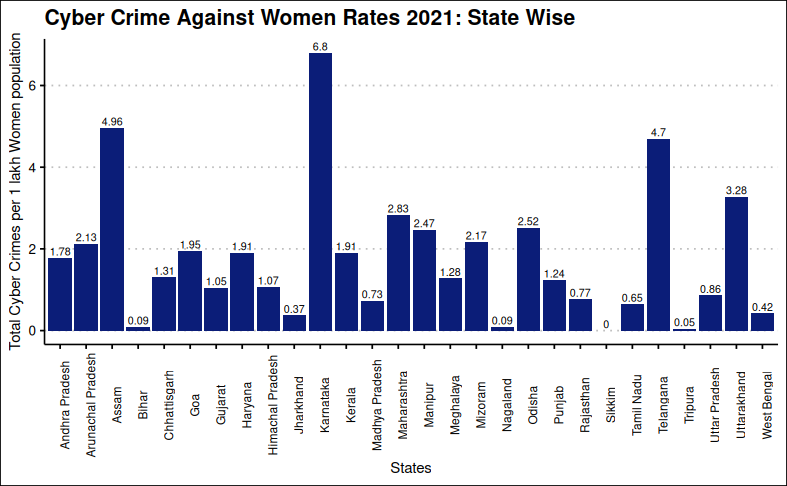 Cyber Crime Against Women Rates 2021: State Wise
Total Cyber Crimes per 1 lakh Women population
6
4
2
0
1.78
2.13
4.96
0.09
1.31
1.95
1.05
1.91
1.07
0.37
6.8
1.91
0.73
2.83
2.47
1.28
2.17
0.09
2.52
1.24
0.77
0
0.65
4.7
0.05
0.86
3.28
0.42
Andhra Pradesh
Arunachal Pradesh
Assam
Bihar
Chhattisgarh
Goa
Gujarat
Haryana
Himachal Pradesh
Jharkhand
Karnataka
Kerala
Madhya Pradesh
Maharashtra
Manipur
Meghalaya
Mizoram
Nagaland
Odisha
Punjab
Rajasthan
Sikkim
Tamil Nadu
Telangana
Tripura
Uttar Pradesh
Uttarakhand
West Bengal
States